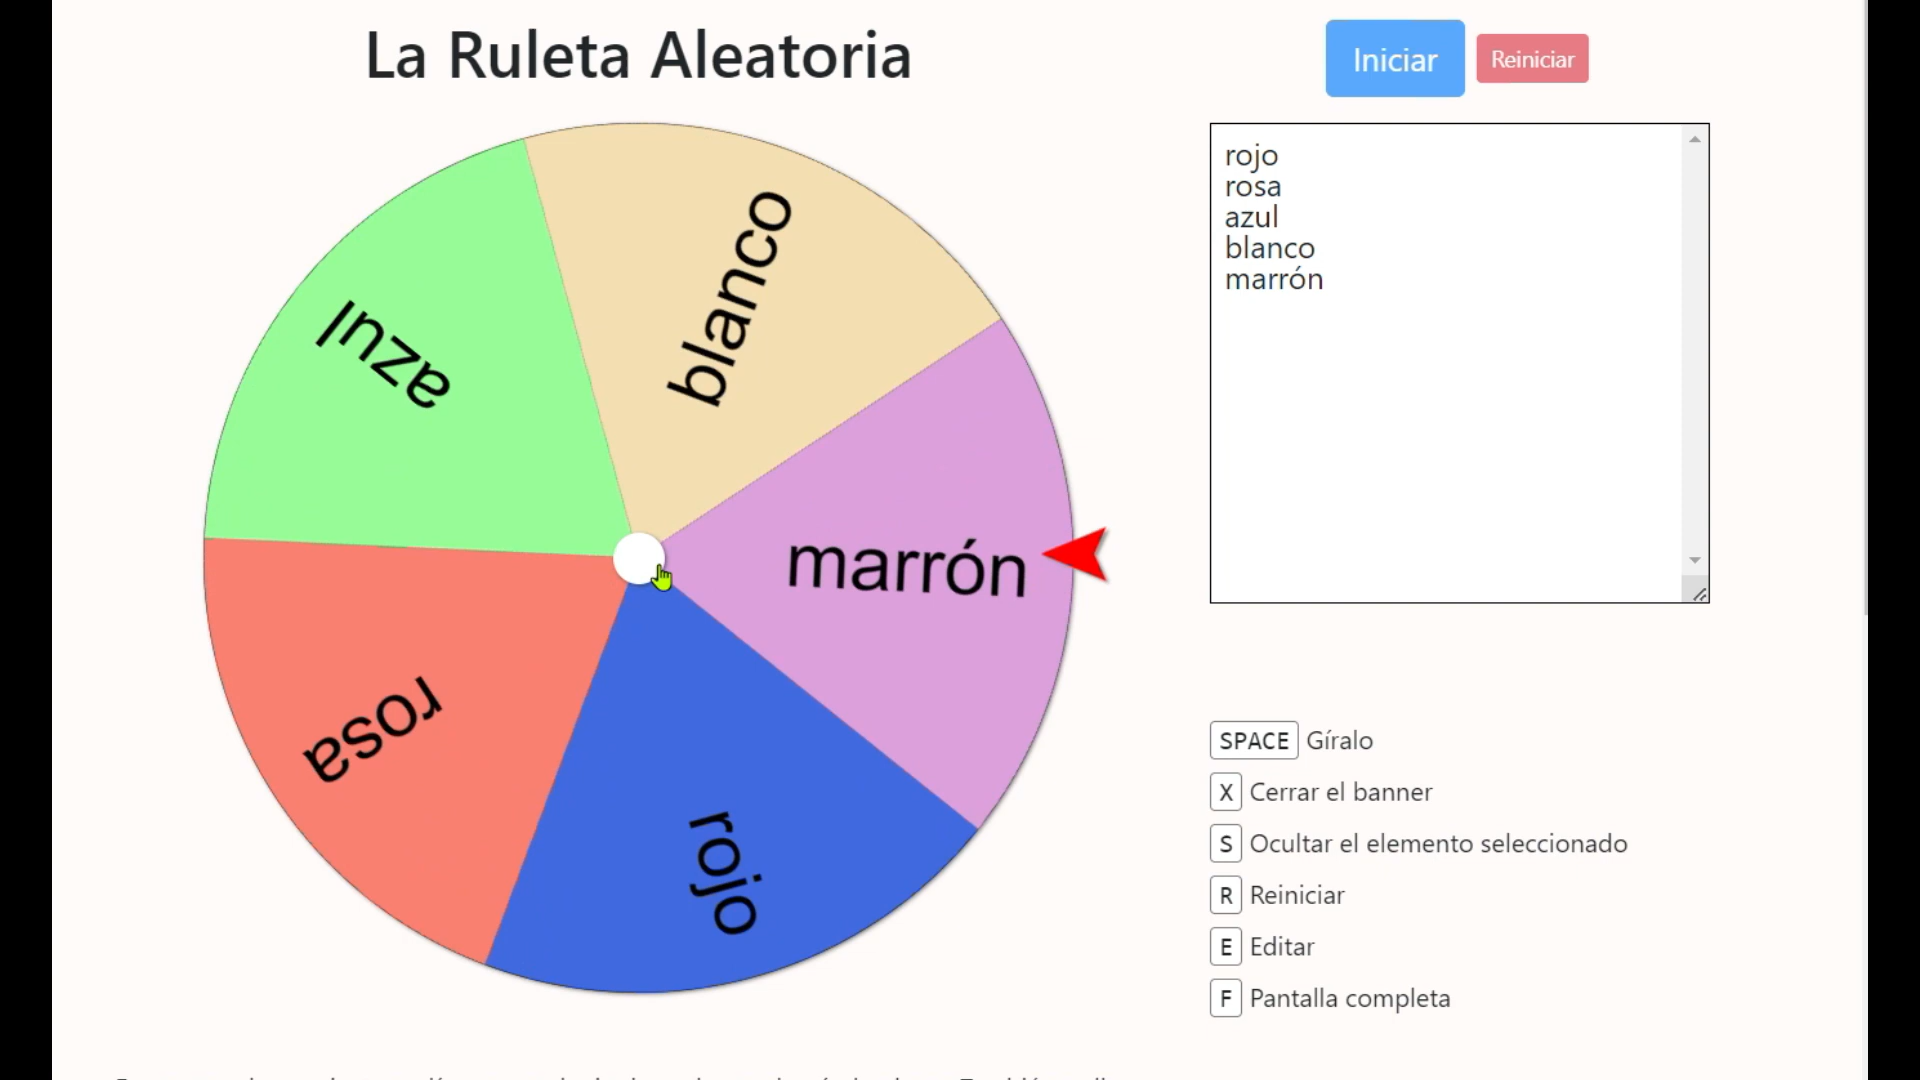 La Ruleta Aleatoria
Iniciar
Reiniciar
rojo
rosa
azul
blanco
marrón
blanco
azul
marrón
rosa
rojo
SPACE Gíralo
X Cerrar el banner
S Ocultar el elemento seleccionado
R Reiniciar
E Editar
F Pantalla completa